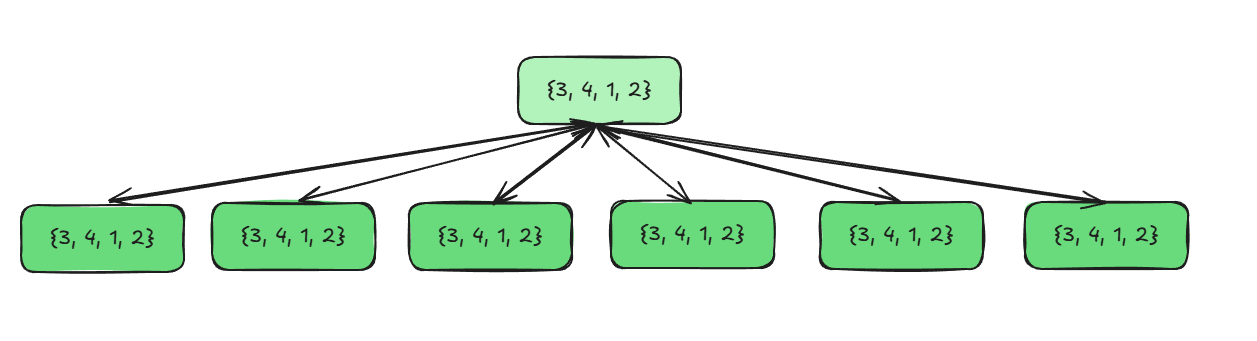 {3, 4, 1, 2}
{3, 4, 1, 2}
{3, 4, 1, 2}
{3, 4, 1, 2}
{3, 4, 1, 2}
{3, 4, 1, 2}
{3, 4, 1, 2}